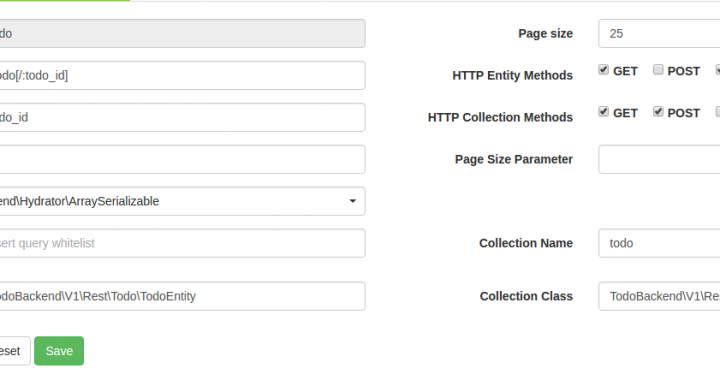 do Page size 25
odo[/:todo_id] HTTP Entity Methods GET POST
do_id HTTP Collection Methods GET POST
Page Size Parameter
end\Hydrator\ArraySerializable
sert query whitelist Collection Name todo
odoBackend\V1\Rest\Todo\TodoEntity Collection Class TodoBackend\V1\Res
eset Save